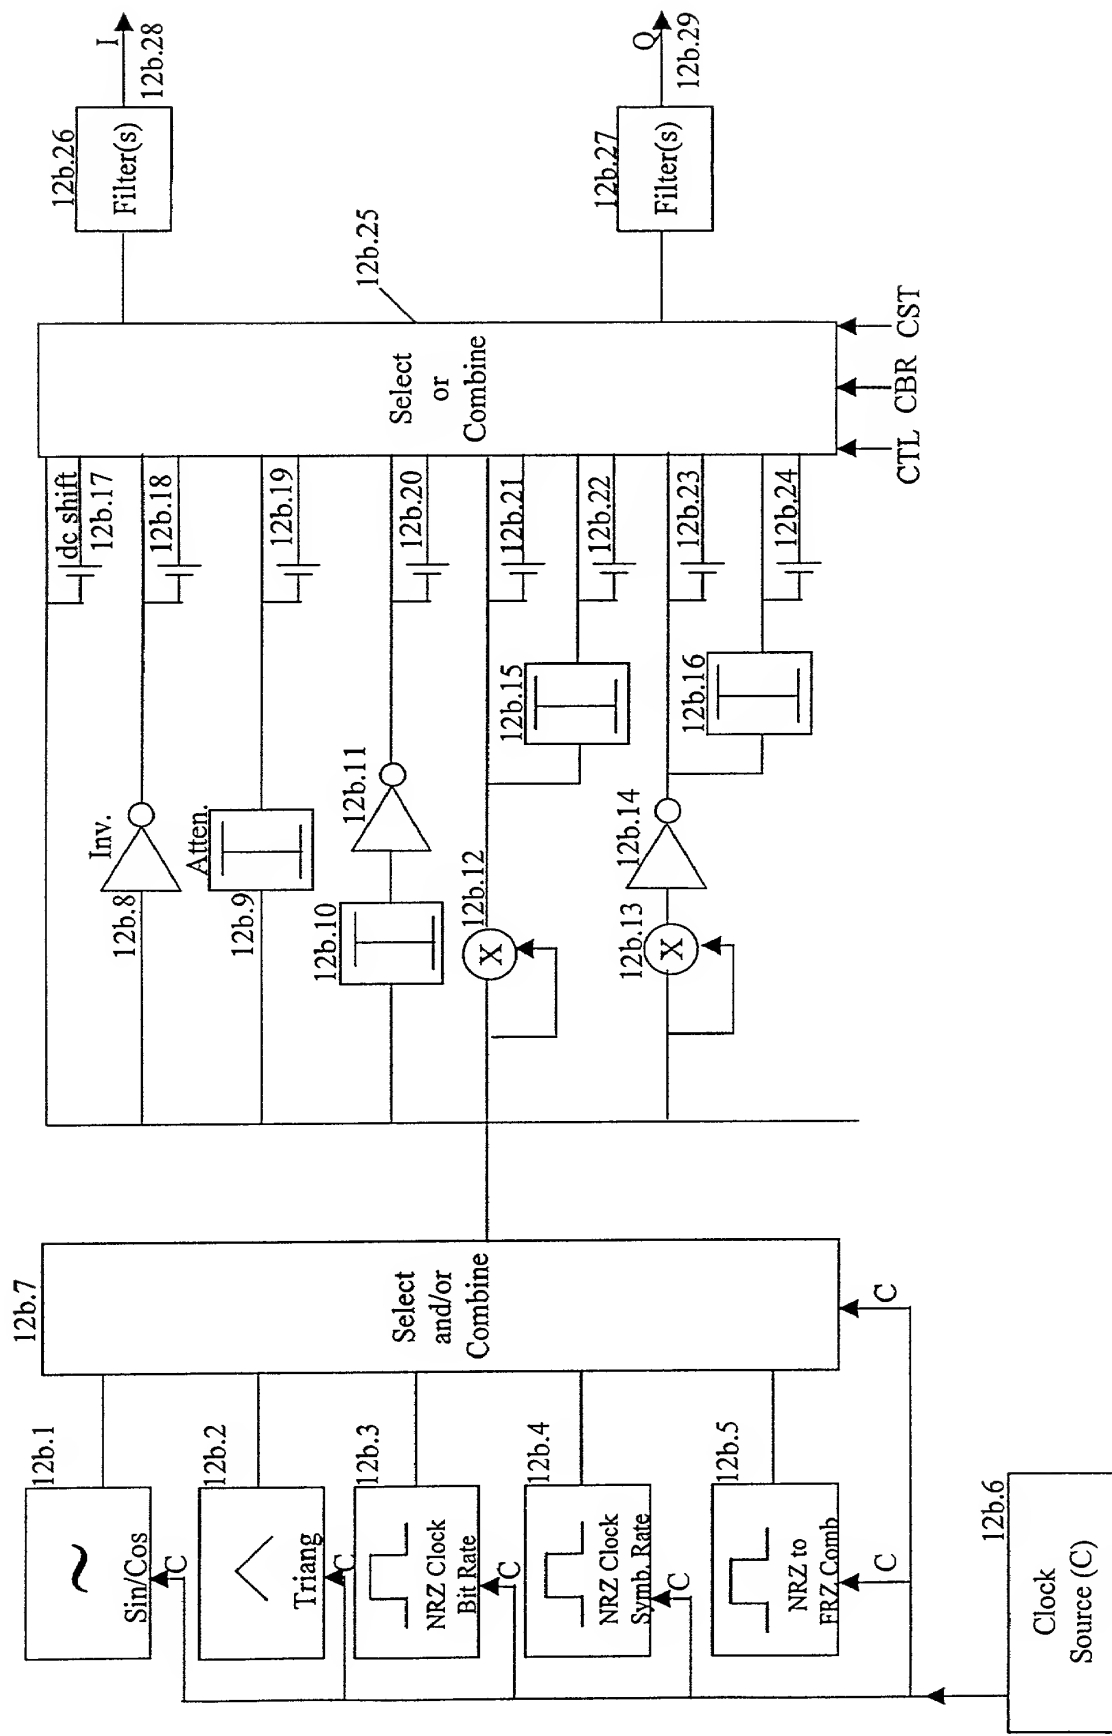 12b.1
Sin/Cos
C
12b.2
Triang
C
12b.3
NRZ Clock
Bit Rate
C
12b.4
NRZ Clock
Symb. Rate
C
12b.5
NRZ to
FRZ Comb
C
12b.6
Clock
Source (C)
12b.7
Select
and/or
Combine
C
Inv.
12b.8
Atten.
12b.9
12b.10
12b.11
12b.12
X
12b.13
X
12b.14
12b.15
12b.16
dc shift
12b.17
12b.18
12b.19
12b.20
12b.21
12b.22
12b.23
12b.24
Select
or
Combine
12b.25
CTL
CBR
CST
12b.26
Filter(s)
I
12b.28
12b.27
Filter(s)
Q
12b.29